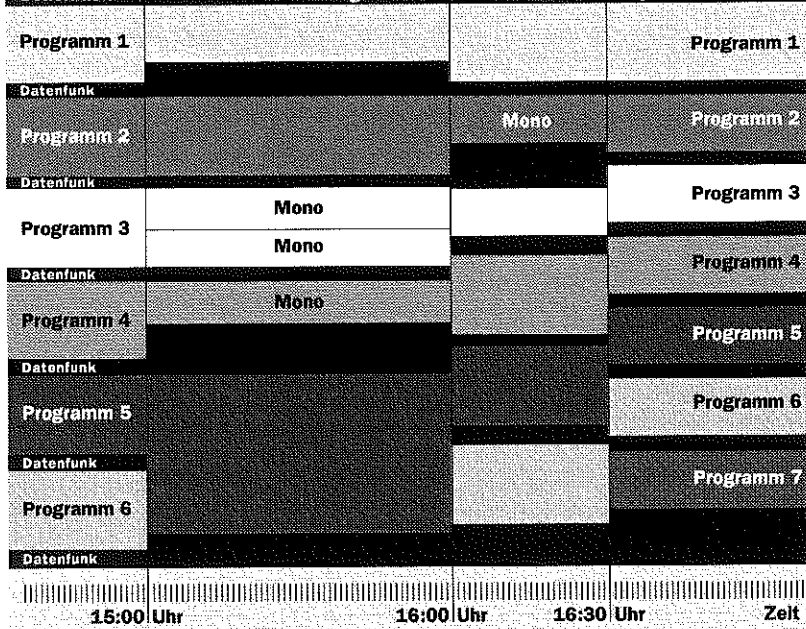 Programm 1
Datenfunk
Programm 2
Datenfunk
Programm 3
Datenfunk
Programm 4
Datenfunk
Programm 5
Datenfunk
Programm 6
Datenfunk
Mono
Mono
Mono
Mono
Programm 1
Programm 2
Programm 3
Programm 4
Programm 5
Programm 6
Programm 7
15:00 Uhr 16:00 Uhr 16:30 Uhr Zeit